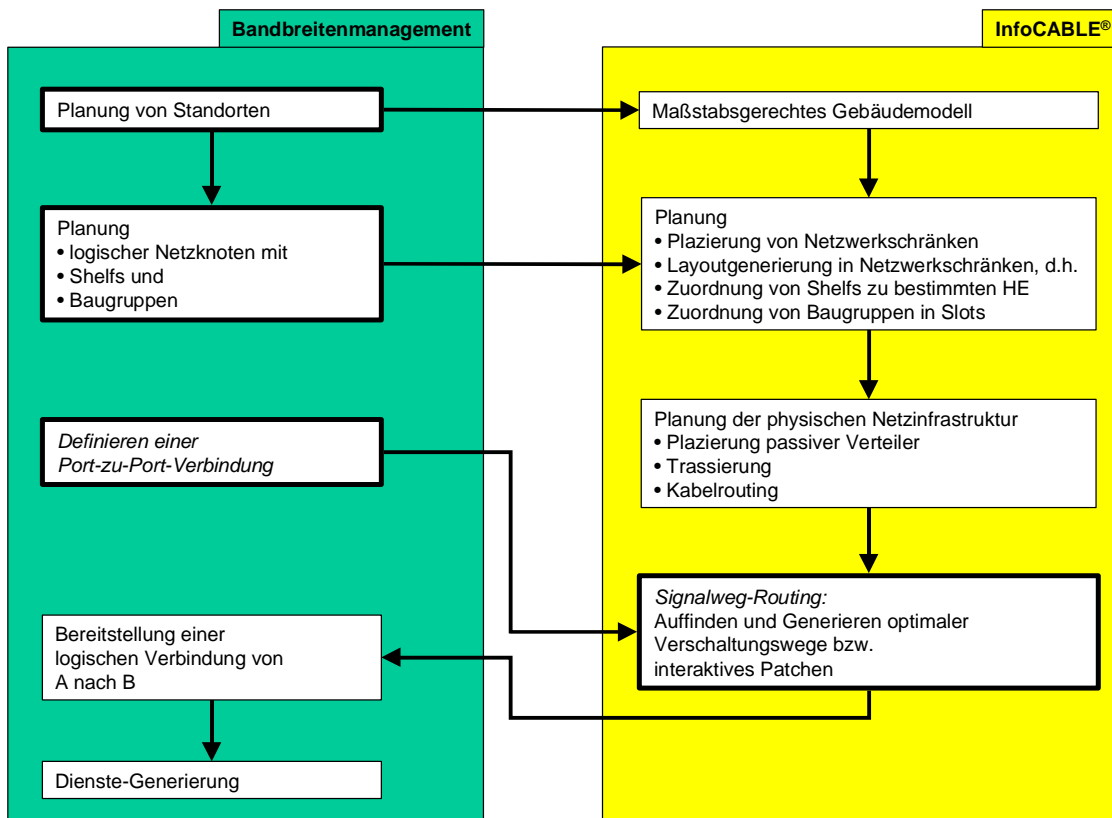 Bandbreitenmanagement
Planung von Standorten
Planung
• logischer Netzknoten mit
• Shelfs und
• Baugruppen
Definieren einer
Port-zu-Port-Verbindung
Bereitstellung einer
logischen Verbindung von
A nach B
Dienste-Generierung
InfoCABLE®
Maßstabsgerechtes Gebäudemodell
Planung
• Plazierung von Netzwerkschränken
• Layoutgenerierung in Netzwerkschränken, d.h.
• Zuordnung von Shelfs zu bestimmten HE
• Zuordnung von Baugruppen in Slots
Planung der physischen Netzinfrastruktur
• Plazierung passiver Verteiler
• Trassierung
• Kabelrouting
Signalweg-Routing:
Auffinden und Generieren optimaler
Verschaltungswege bzw.
interaktives Patchen